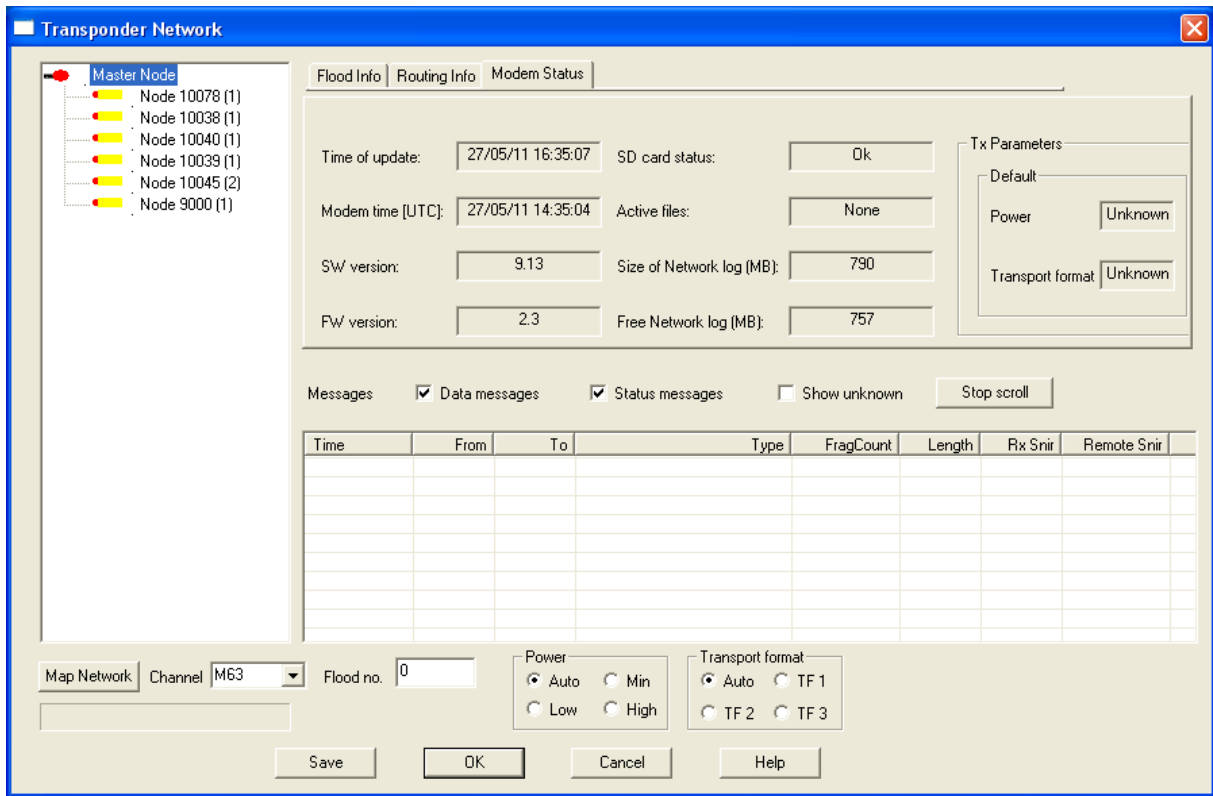 Transponder Network
Master Node
Node 10078 (1)
Node 10038 (1)
Node 10040 (1)
Node 10039 (1)
Node 10045 (2)
Node 9000 (1)
Flood Info Routing Info Modem Status
Time of update: 27/05/11 16:35:07 SD card status: Ok
Modem time [UTC]: 27/05/11 14:35:04 Active files: None
SW version: 9.13 Size of Network log (MB): 790
FW version: 2.3 Free Network log (MB): 757
Tx Parameters
Default
Power Unknown
Transport format Unknown
Messages Data messages Status messages Show unknown Stop scroll
Time From To Type FragCount Length Rx Snir Remote Snir
Map Network Channel M63 Flood no. 0
Power
Auto Min
Low High
Transport format
Auto TF 1
TF 2 TF 3
Save OK Cancel Help